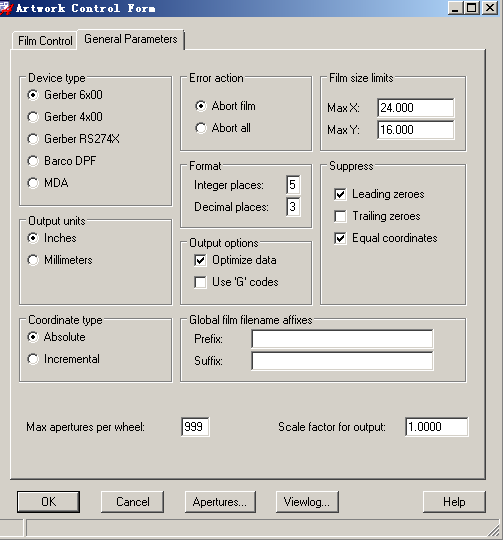 Artwork Control Form
Film Control
General Parameters
Device type
Gerber 6x00
Gerber 4x00
Gerber RS274X
Barco DPF
MDA
Error action
Abort film
Abort all
Film size limits
Max X: 24.000
Max Y: 16.000
Format
Integer places: 5
Decimal places: 3
Suppress
Leading zeroes
Trailing zeroes
Equal coordinates
Output units
Inches
Millimeters
Output options
Optimize data
Use 'G' codes
Coordinate type
Absolute
Incremental
Global film filename affixes
Prefix:
Suffix:
Max apertures per wheel: 999
Scale factor for output: 1.0000
OK
Cancel
Apertures...
Viewlog...
Help